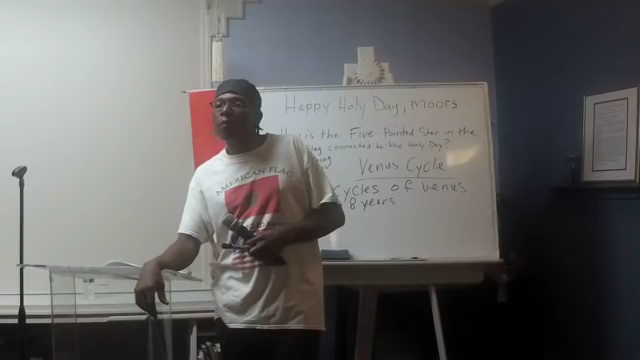 Happy Holy Day, Moors
is the Five Pointed Star in the
Flag connected to the Holy Day?
Venus Cycle
cycles of Venus
8 years
AMERICAN FLAG